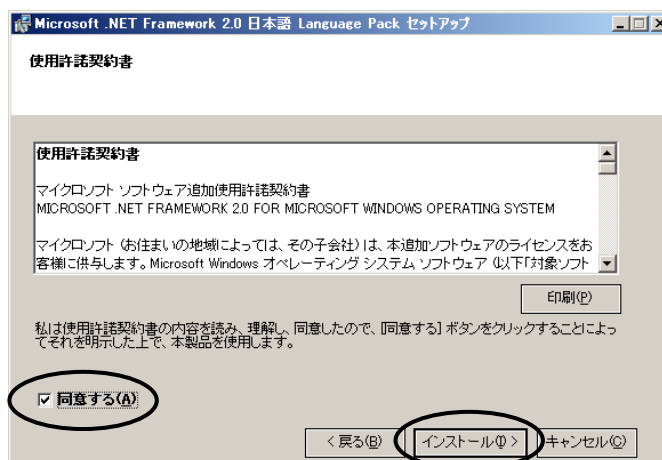 Microsoft .NET Framework 2.0 日本語 Language Pack セットアップ
使用許諾契約書
使用許諾契約書
マイクロソフト ソフトウェア追加使用許諾契約書
MICROSOFT .NET FRAMEWORK 2.0 FOR MICROSOFT WINDOWS OPERATING SYSTEM
マイクロソフト (お住まいの地域によっては、その子会社) は、本追加ソフトウェアのライセンスをお
客様に供与します。Microsoft Windows オペレーティング システム ソフトウェア (以下「対象ソフト
印刷(P)
私は使用許諾契約書の内容を読み、理解し、同意したので、[同意する] ボタンをクリックすることによっ
てそれを明示した上で、本製品を使用します。
同意する(A)
< 戻る(B)
インストール(I) >
キャンセル(C)